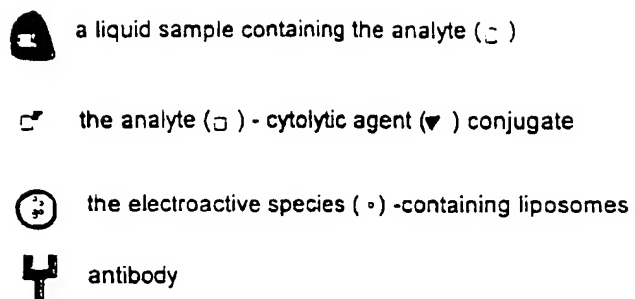 a liquid sample containing the analyte (□ )
the analyte (□ ) - cytolytic agent (▼ ) conjugate
the electroactive species ( ∘) -containing liposomes
antibody